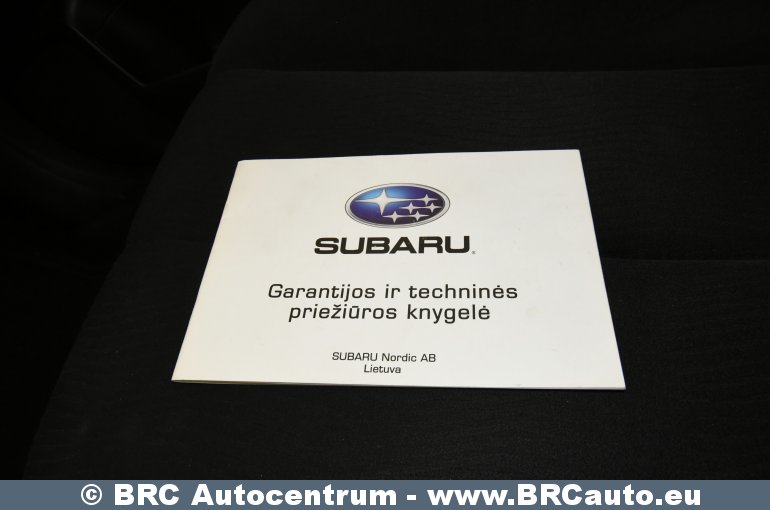 SUBARU®
Garantijos ir techninės
priežiūros knygelė
SUBARU Nordic AB
Lietuva
© BRC Autocentrum - www.BRCauto.eu